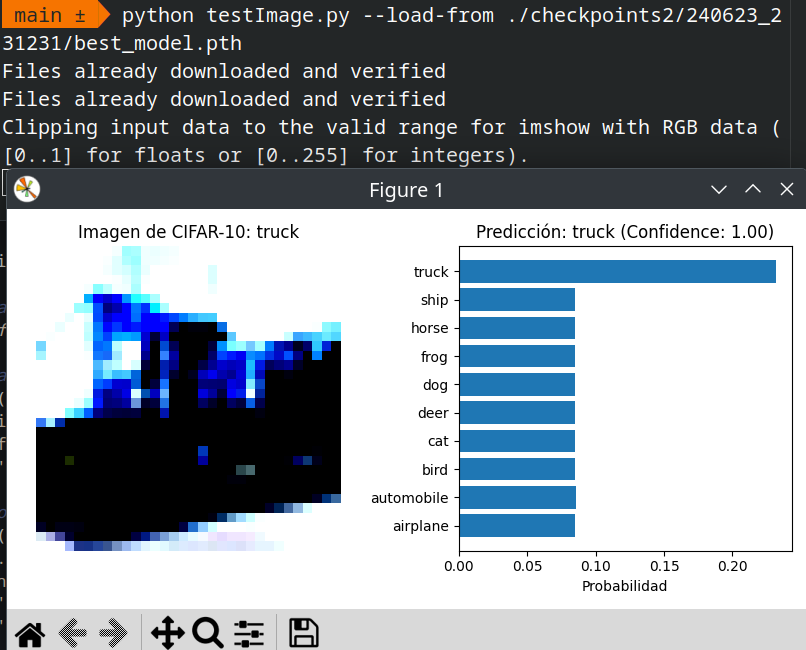 main ± python testImage.py --load-from ./checkpoints2/240623_2
31231/best_model.pth
Files already downloaded and verified
Files already downloaded and verified
Clipping input data to the valid range for imshow with RGB data (
[0..1] for floats or [0..255] for integers).
Figure 1
Imagen de CIFAR-10: truck
Predicción: truck (Confidence: 1.00)
truck
ship
horse
frog
dog
deer
cat
bird
automobile
airplane
0.00 0.05 0.10 0.15 0.20
Probabilidad